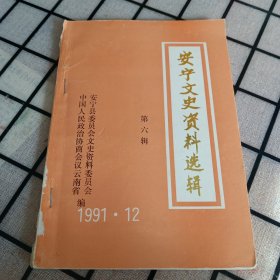 安宁文史资料选辑
第六辑
中国人民政治协商会议云南省
安宁县委员会文史资料委员会
编
1991·12